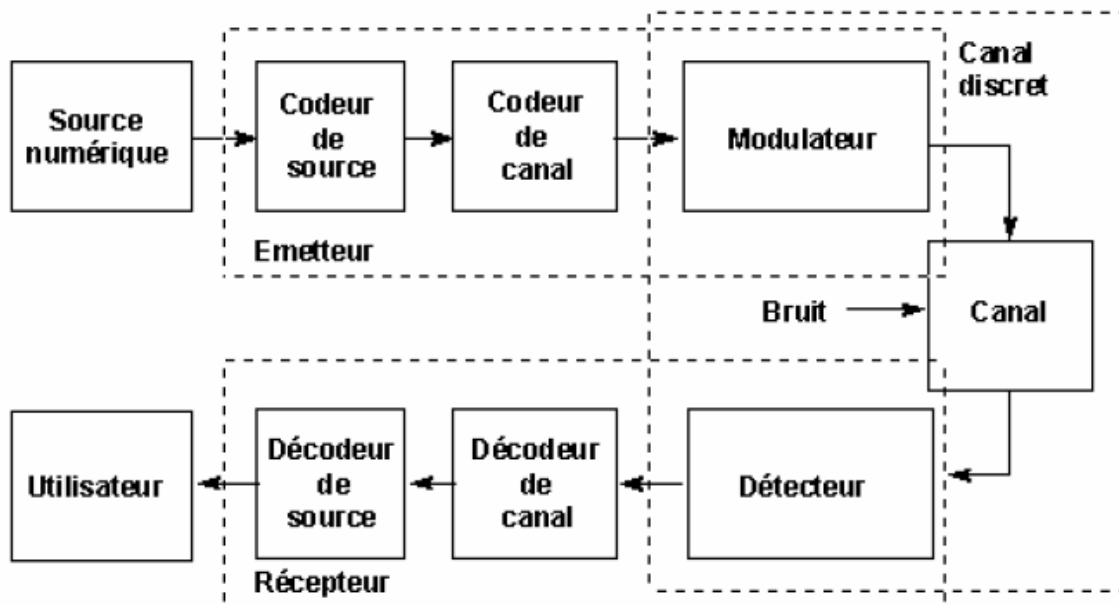 Source
numérique
Codeur
de
source
Codeur
de
canal
Modulateur
Canal
discret
Emetteur
Bruit
Canal
Utilisateur
Décodeur
de
source
Décodeur
de
canal
Détecteur
Récepteur